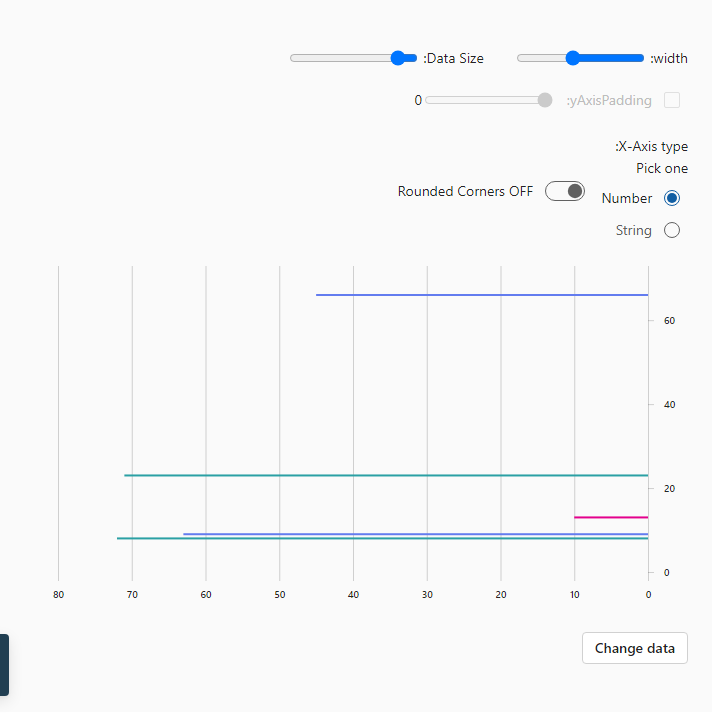 :width
:Data Size
:yAxisPadding
0
:X-Axis type
Pick one
Number
Rounded Corners OFF
String
60
40
20
0
80 70 60 50 40 30 20 10 0
Change data